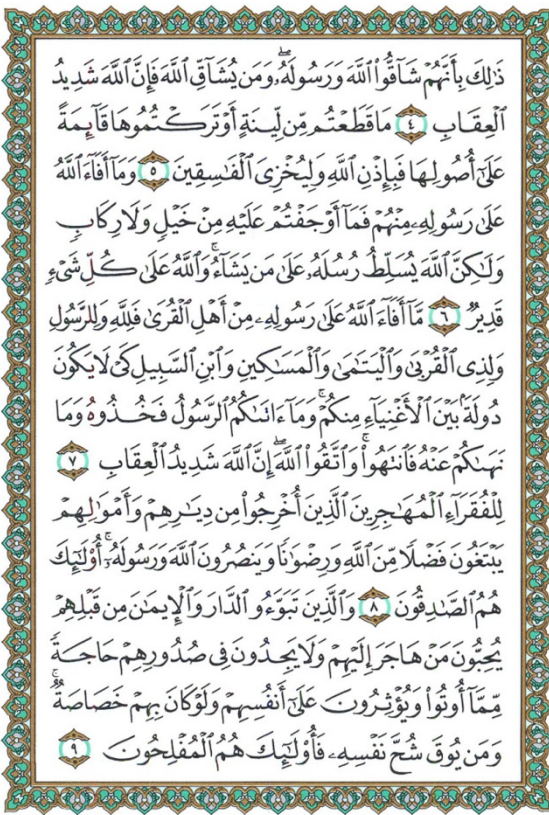 ذَٰلِكَ بِأَنَّهُمْ شَآقُّوا۟ ٱللَّهَ وَرَسُولَهُۥ ۖ وَمَن يُشَآقِّ ٱللَّهَ فَإِنَّ ٱللَّهَ شَدِيدُ
ٱلْعِقَابِ ٤ مَا قَطَعْتُم مِّن لِّينَةٍ أَوْ تَرَكْتُمُوهَا قَآئِمَةً
عَلَىٰٓ أُصُولِهَا فَبِإِذْنِ ٱللَّهِ وَلِيُخْزِىَ ٱلْفَـٰسِقِينَ ٥ وَمَآ أَفَآءَ ٱللَّهُ
عَلَىٰ رَسُولِهِۦ مِنْهُمْ فَمَآ أَوْجَفْتُمْ عَلَيْهِ مِنْ خَيْلٍ وَلَا رِكَابٍ
وَلَـٰكِنَّ ٱللَّهَ يُسَلِّطُ رُسُلَهُۥ عَلَىٰ مَن يَشَآءُ ۚ وَٱللَّهُ عَلَىٰ كُلِّ شَىْءٍ
قَدِيرٌ ٦ مَّآ أَفَآءَ ٱللَّهُ عَلَىٰ رَسُولِهِۦ مِنْ أَهْلِ ٱلْقُرَىٰ فَلِلَّهِ وَلِلرَّسُولِ
وَلِذِى ٱلْقُرْبَىٰ وَٱلْيَتَـٰمَىٰ وَٱلْمَسَـٰكِينِ وَٱبْنِ ٱلسَّبِيلِ كَىْ لَا يَكُونَ
دُولَةًۢ بَيْنَ ٱلْأَغْنِيَآءِ مِنكُمْ ۚ وَمَآ ءَاتَىٰكُمُ ٱلرَّسُولُ فَخُذُوهُ وَمَا
نَهَىٰكُمْ عَنْهُ فَٱنتَهُوا۟ ۚ وَٱتَّقُوا۟ ٱللَّهَ ۖ إِنَّ ٱللَّهَ شَدِيدُ ٱلْعِقَابِ ٧
لِلْفُقَرَآءِ ٱلْمُهَـٰجِرِينَ ٱلَّذِينَ أُخْرِجُوا۟ مِن دِيَـٰرِهِمْ وَأَمْوَٰلِهِمْ
يَبْتَغُونَ فَضْلًا مِّنَ ٱللَّهِ وَرِضْوَٰنًا وَيَنصُرُونَ ٱللَّهَ وَرَسُولَهُۥٓ ۚ أُو۟لَـٰٓئِكَ
هُمُ ٱلصَّـٰدِقُونَ ٨ وَٱلَّذِينَ تَبَوَّءُو ٱلدَّارَ وَٱلْإِيمَـٰنَ مِن قَبْلِهِمْ
يُحِبُّونَ مَنْ هَاجَرَ إِلَيْهِمْ وَلَا يَجِدُونَ فِى صُدُورِهِمْ حَاجَةً
مِّمَّآ أُوتُوا۟ وَيُؤْثِرُونَ عَلَىٰٓ أَنفُسِهِمْ وَلَوْ كَانَ بِهِمْ خَصَاصَةٌ ۚ
وَمَن يُوقَ شُحَّ نَفْسِهِۦ فَأُو۟لَـٰٓئِكَ هُمُ ٱلْمُفْلِحُونَ ٩